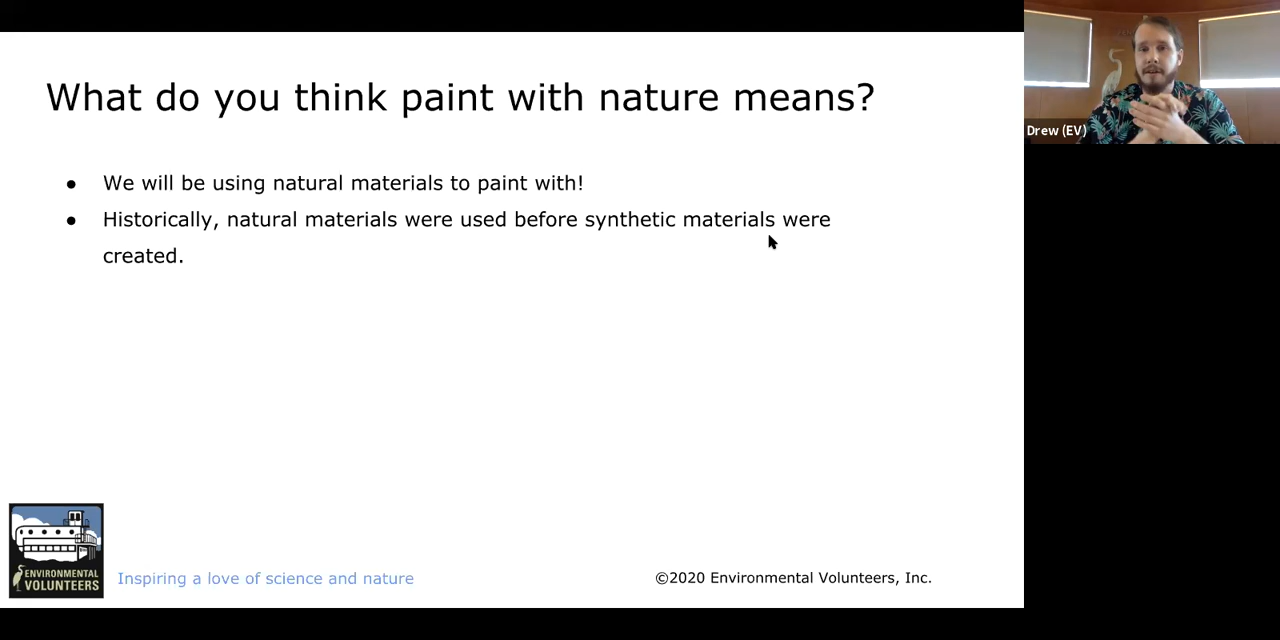 What do you think paint with nature means?
● We will be using natural materials to paint with!
● Historically, natural materials were used before synthetic materials were
created.
Drew (EV)
ENVIRONMENTAL
VOLUNTEERS
Inspiring a love of science and nature
©2020 Environmental Volunteers, Inc.